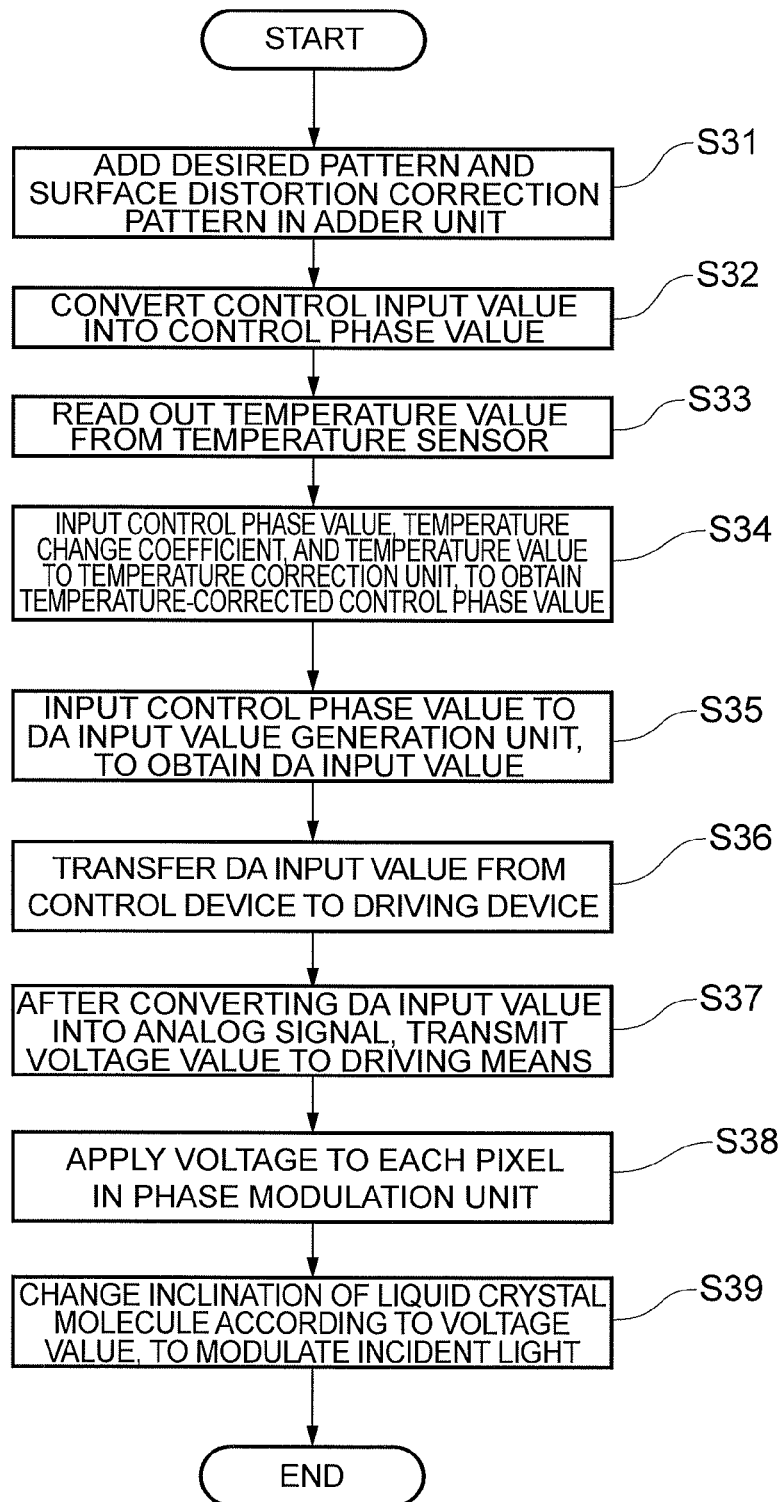 START
S31
ADD DESIRED PATTERN AND
SURFACE DISTORTION CORRECTION
PATTERN IN ADDER UNIT
S32
CONVERT CONTROL INPUT VALUE
INTO CONTROL PHASE VALUE
S33
READ OUT TEMPERATURE VALUE
FROM TEMPERATURE SENSOR
S34
INPUT CONTROL PHASE VALUE, TEMPERATURE
CHANGE COEFFICIENT, AND TEMPERATURE VALUE
TO TEMPERATURE CORRECTION UNIT, TO OBTAIN
TEMPERATURE-CORRECTED CONTROL PHASE VALUE
S35
INPUT CONTROL PHASE VALUE TO
DA INPUT VALUE GENERATION UNIT,
TO OBTAIN DA INPUT VALUE
S36
TRANSFER DA INPUT VALUE FROM
CONTROL DEVICE TO DRIVING DEVICE
S37
AFTER CONVERTING DA INPUT VALUE
INTO ANALOG SIGNAL, TRANSMIT
VOLTAGE VALUE TO DRIVING MEANS
S38
APPLY VOLTAGE TO EACH PIXEL
IN PHASE MODULATION UNIT
S39
CHANGE INCLINATION OF LIQUID CRYSTAL
MOLECULE ACCORDING TO VOLTAGE
VALUE, TO MODULATE INCIDENT LIGHT
END